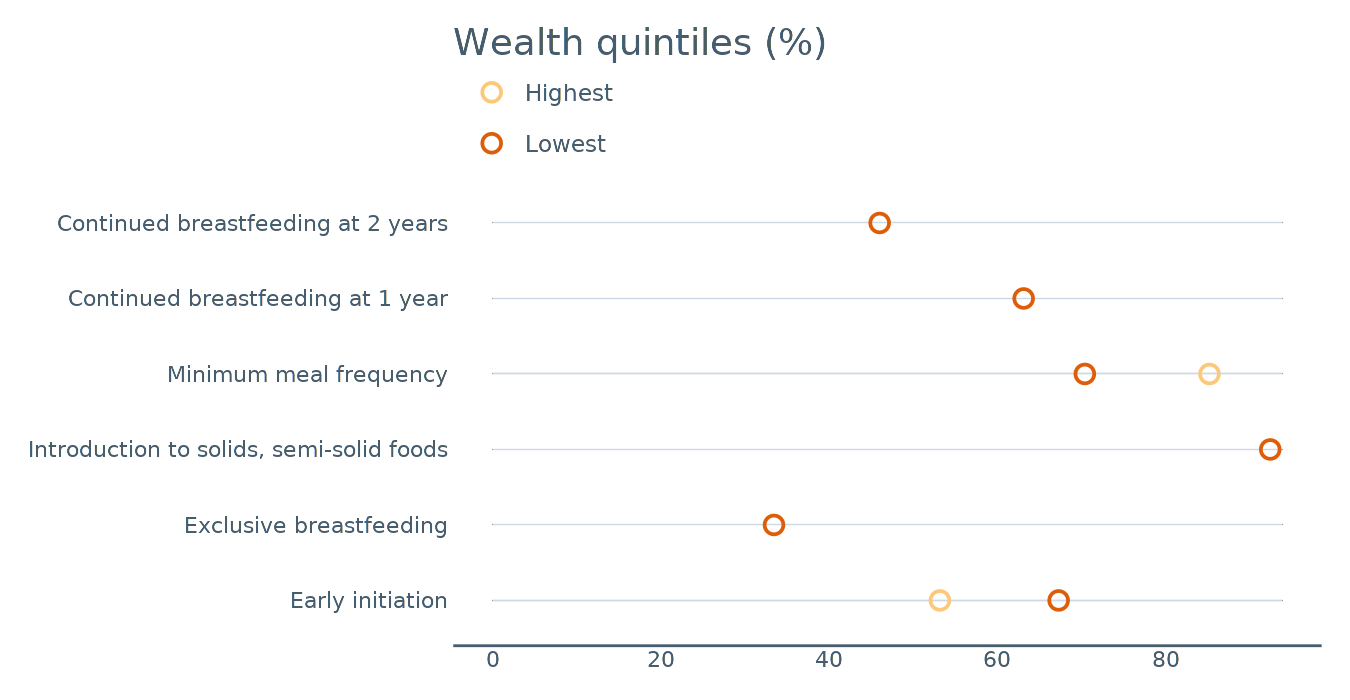 Wealth quintiles (%)
Highest
Lowest
Continued breastfeeding at 2 years
Continued breastfeeding at 1 year
Minimum meal frequency
Introduction to solids, semi-solid foods
Exclusive breastfeeding
Early initiation
0 20 40 60 80